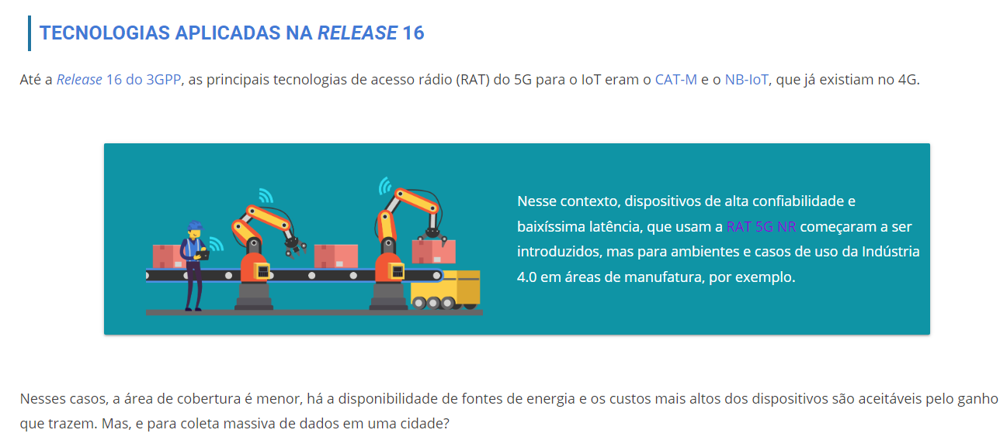 TECNOLOGIAS APLICADAS NA RELEASE 16
Até a Release 16 do 3GPP, as principais tecnologias de acesso rádio (RAT) do 5G para o IoT eram o CAT-M e o NB-IoT, que já existiam no 4G.
Nesse contexto, dispositivos de alta confiabilidade e
baixíssima latência, que usam a RAT 5G NR começaram a ser
introduzidos, mas para ambientes e casos de uso da Indústria
4.0 em áreas de manufatura, por exemplo.
Nesses casos, a área de cobertura é menor, há a disponibilidade de fontes de energia e os custos mais altos dos dispositivos são aceitáveis pelo ganho
que trazem. Mas, e para coleta massiva de dados em uma cidade?